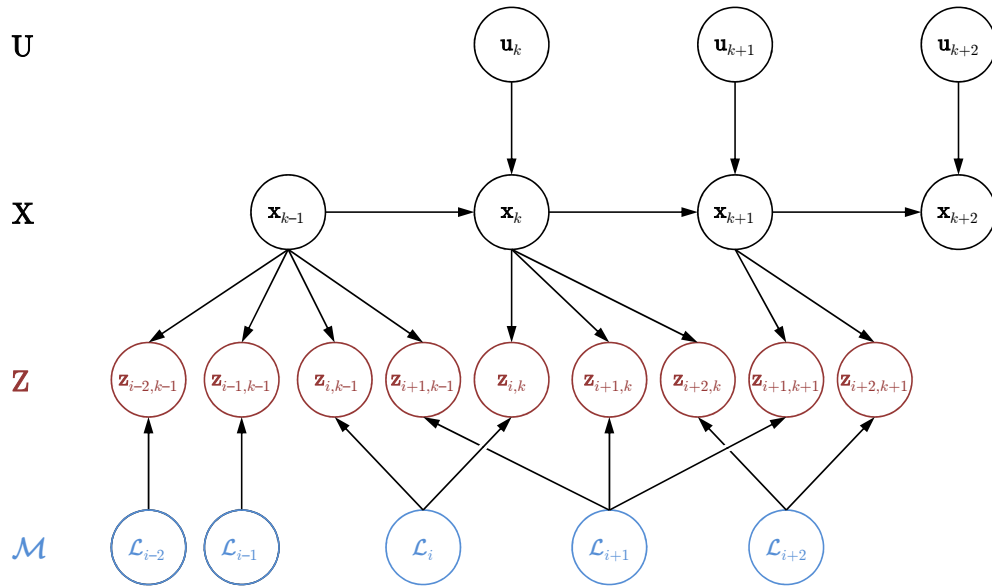 U u_k u_{k+1} u_{k+2}
X x_{k−1} x_k x_{k+1} x_{k+2}
Z z_{i−2,k−1} z_{i−1,k−1} z_{i,k−1} z_{i+1,k−1} z_{i,k} z_{i+1,k} z_{i+2,k} z_{i+1,k+1} z_{i+2,k+1}
ℳ ℒ_{i−2} ℒ_{i−1} ℒ_i ℒ_{i+1} ℒ_{i+2}